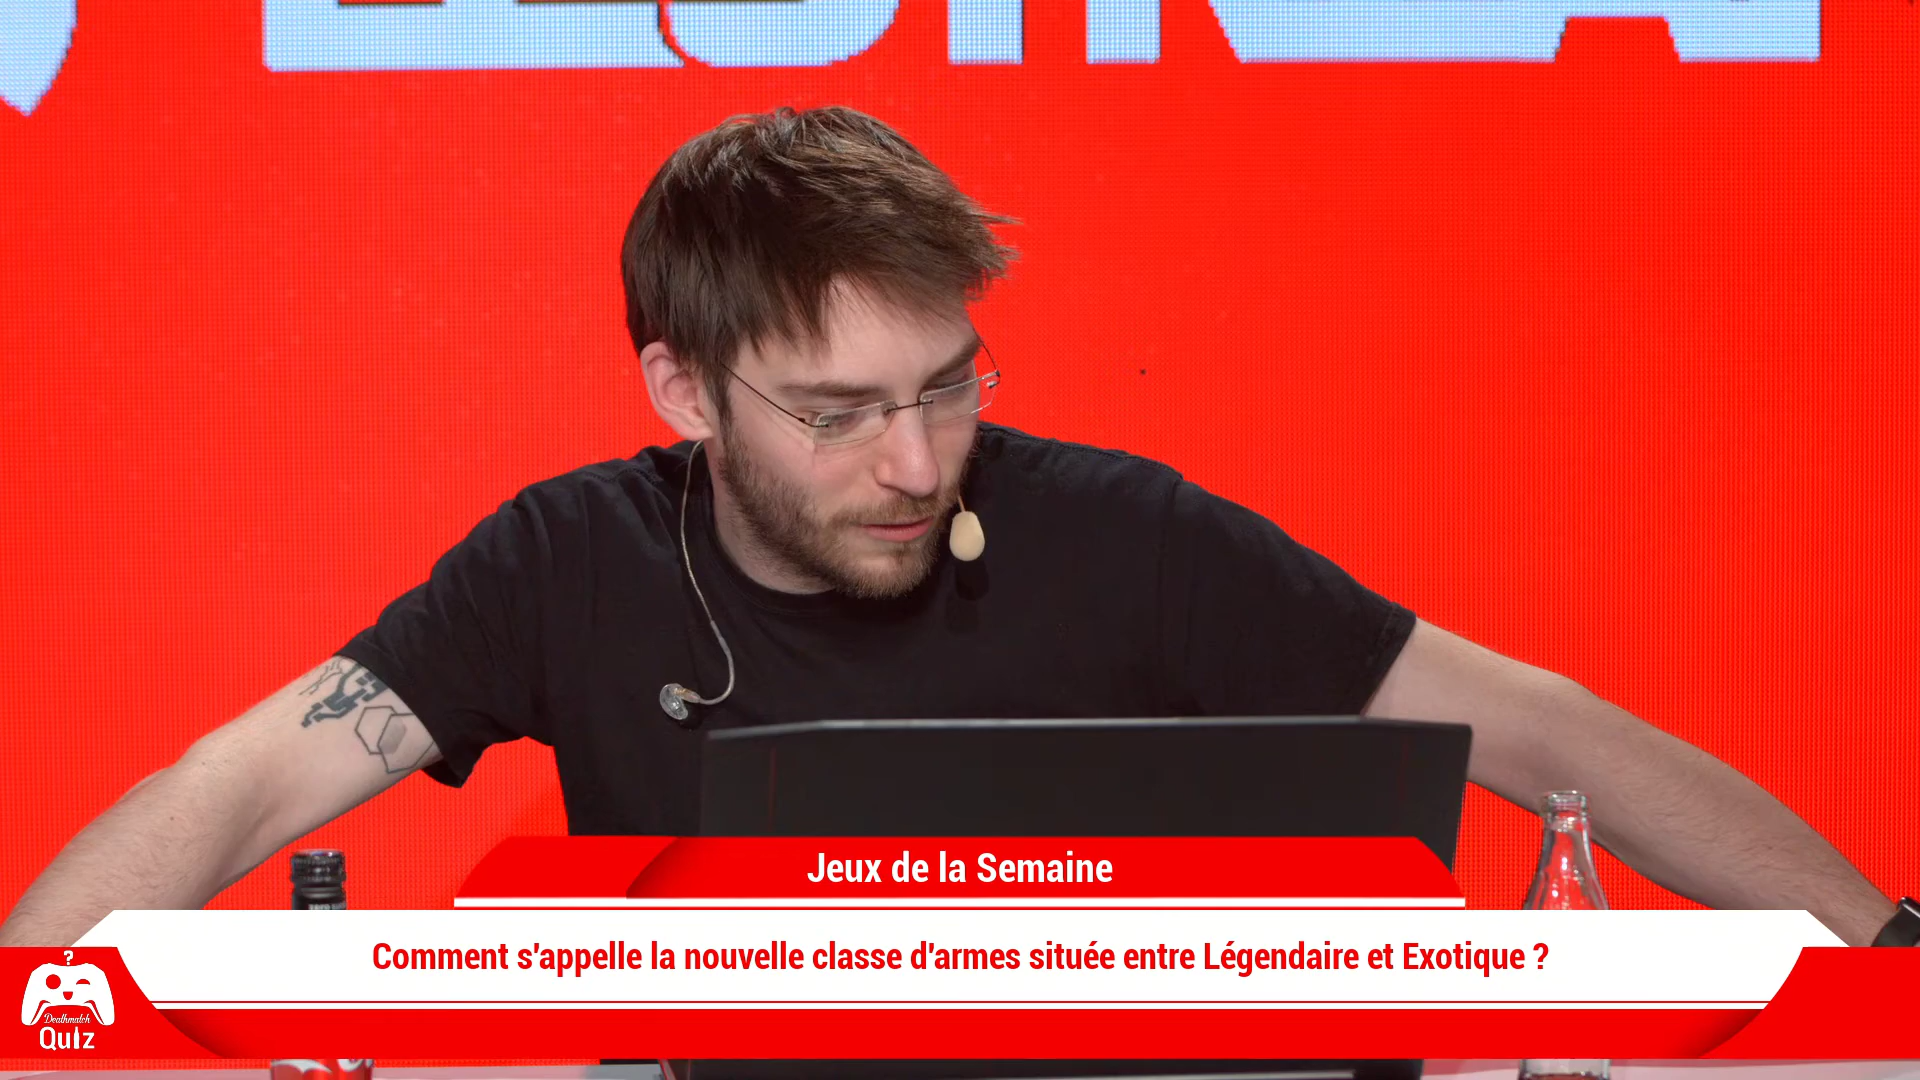 Jeux de la Semaine
Comment s'appelle la nouvelle classe d'armes située entre Légendaire et Exotique ?
?
Deathmatch
Quiz